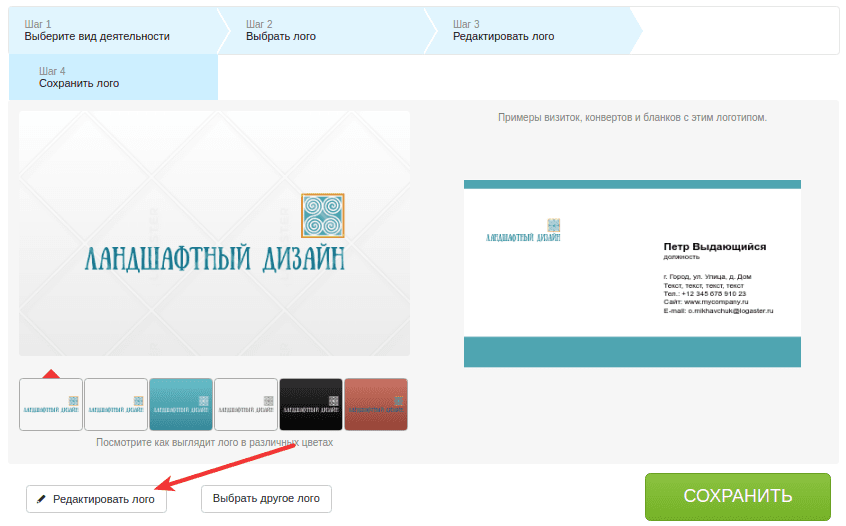 Шаг 1
Выберите вид деятельности
Шаг 2
Выбрать лого
Шаг 3
Редактировать лого
Шаг 4
Сохранить лого
Примеры визиток, конвертов и бланков с этим логотипом.
ЛАНДШАФТНЫЙ ДИЗАЙН
ЛАНДШАФТНЫЙ ДИЗАЙН
Петр Выдающийся
должность
г. Город, ул. Улица, д. Дом
Текст, текст, текст, текст
Тел.: +12 345 678 910 23
Сайт: www.mycompany.ru
E-mail: o.mikhavchuk@logaster.ru
ЛАНДШАФТНЫЙ ДИЗАЙН
ЛАНДШАФТНЫЙ ДИЗАЙН
ЛАНДШАФТНЫЙ ДИЗАЙН
ЛАНДШАФТНЫЙ ДИЗАЙН
ЛАНДШАФТНЫЙ ДИЗАЙН
ЛАНДШАФТНЫЙ ДИЗАЙН
Посмотрите как выглядит лого в различных цветах
Редактировать лого
Выбрать другое лого
СОХРАНИТЬ